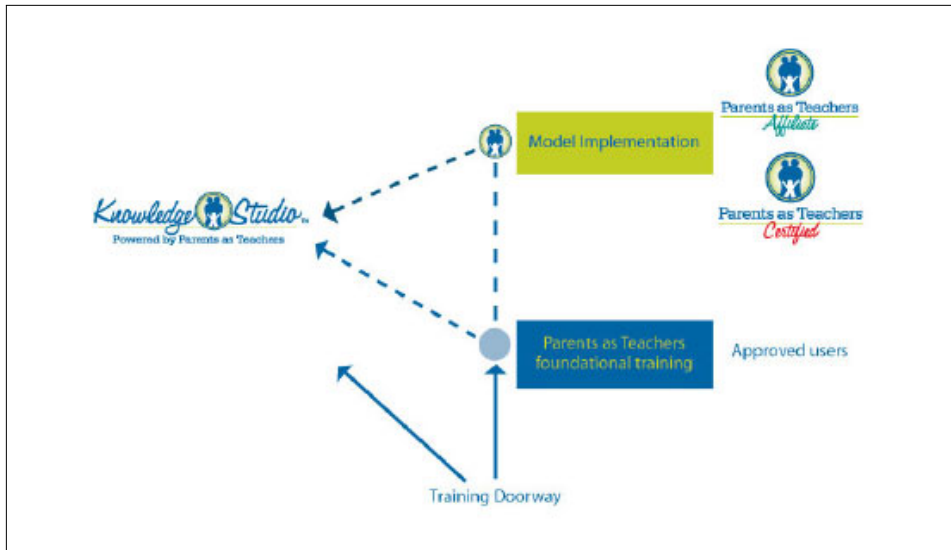 Parents as Teachers
Affiliate
Model Implementation
Parents as Teachers
Certified
Knowledge Studio™
Powered by Parents as Teachers
Parents as Teachers
foundational training
Approved users
Training Doorway